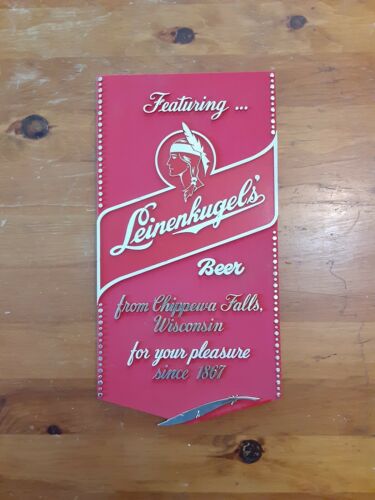 Featuring ...
Leinenkugel's
Beer
from Chippewa Falls,
Wisconsin
for your pleasure
since 1867